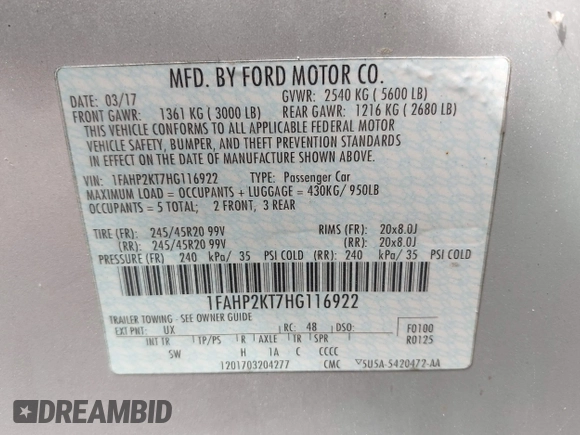 MFD. BY FORD MOTOR CO.
DATE: 03/17 GVWR: 2540 KG ( 5600 LB)
FRONT GAWR: 1361 KG ( 3000 LB) REAR GAWR: 1216 KG ( 2680 LB)
THIS VEHICLE CONFORMS TO ALL APPLICABLE FEDERAL MOTOR
VEHICLE SAFETY, BUMPER, AND THEFT PREVENTION STANDARDS
IN EFFECT ON THE DATE OF MANUFACTURE SHOWN ABOVE.
VIN: 1FAHP2KT7HG116922 TYPE: Passenger Car
MAXIMUM LOAD = OCCUPANTS + LUGGAGE = 430KG/ 950LB
OCCUPANTS = 5 TOTAL; 2 FRONT, 3 REAR
TIRE (FR): 245/45R20 99V RIMS (FR): 20x8.0J
(RR): 245/45R20 99V (RR): 20x8.0J
PRESSURE (FR): 240 kPa/ 35 PSI COLD (RR): 240 kPa/ 35 PSI COLD
1FAHP2KT7HG116922
TRAILER TOWING - SEE OWNER GUIDE
EXT PNT: UX RC: 48 DSO: F0100
INT TR TP/PS R AXLE TR SPR R0125
SW H 1A C CCCC
1201703204277 CMC 5U5A-5420472-AA
DREAMBID